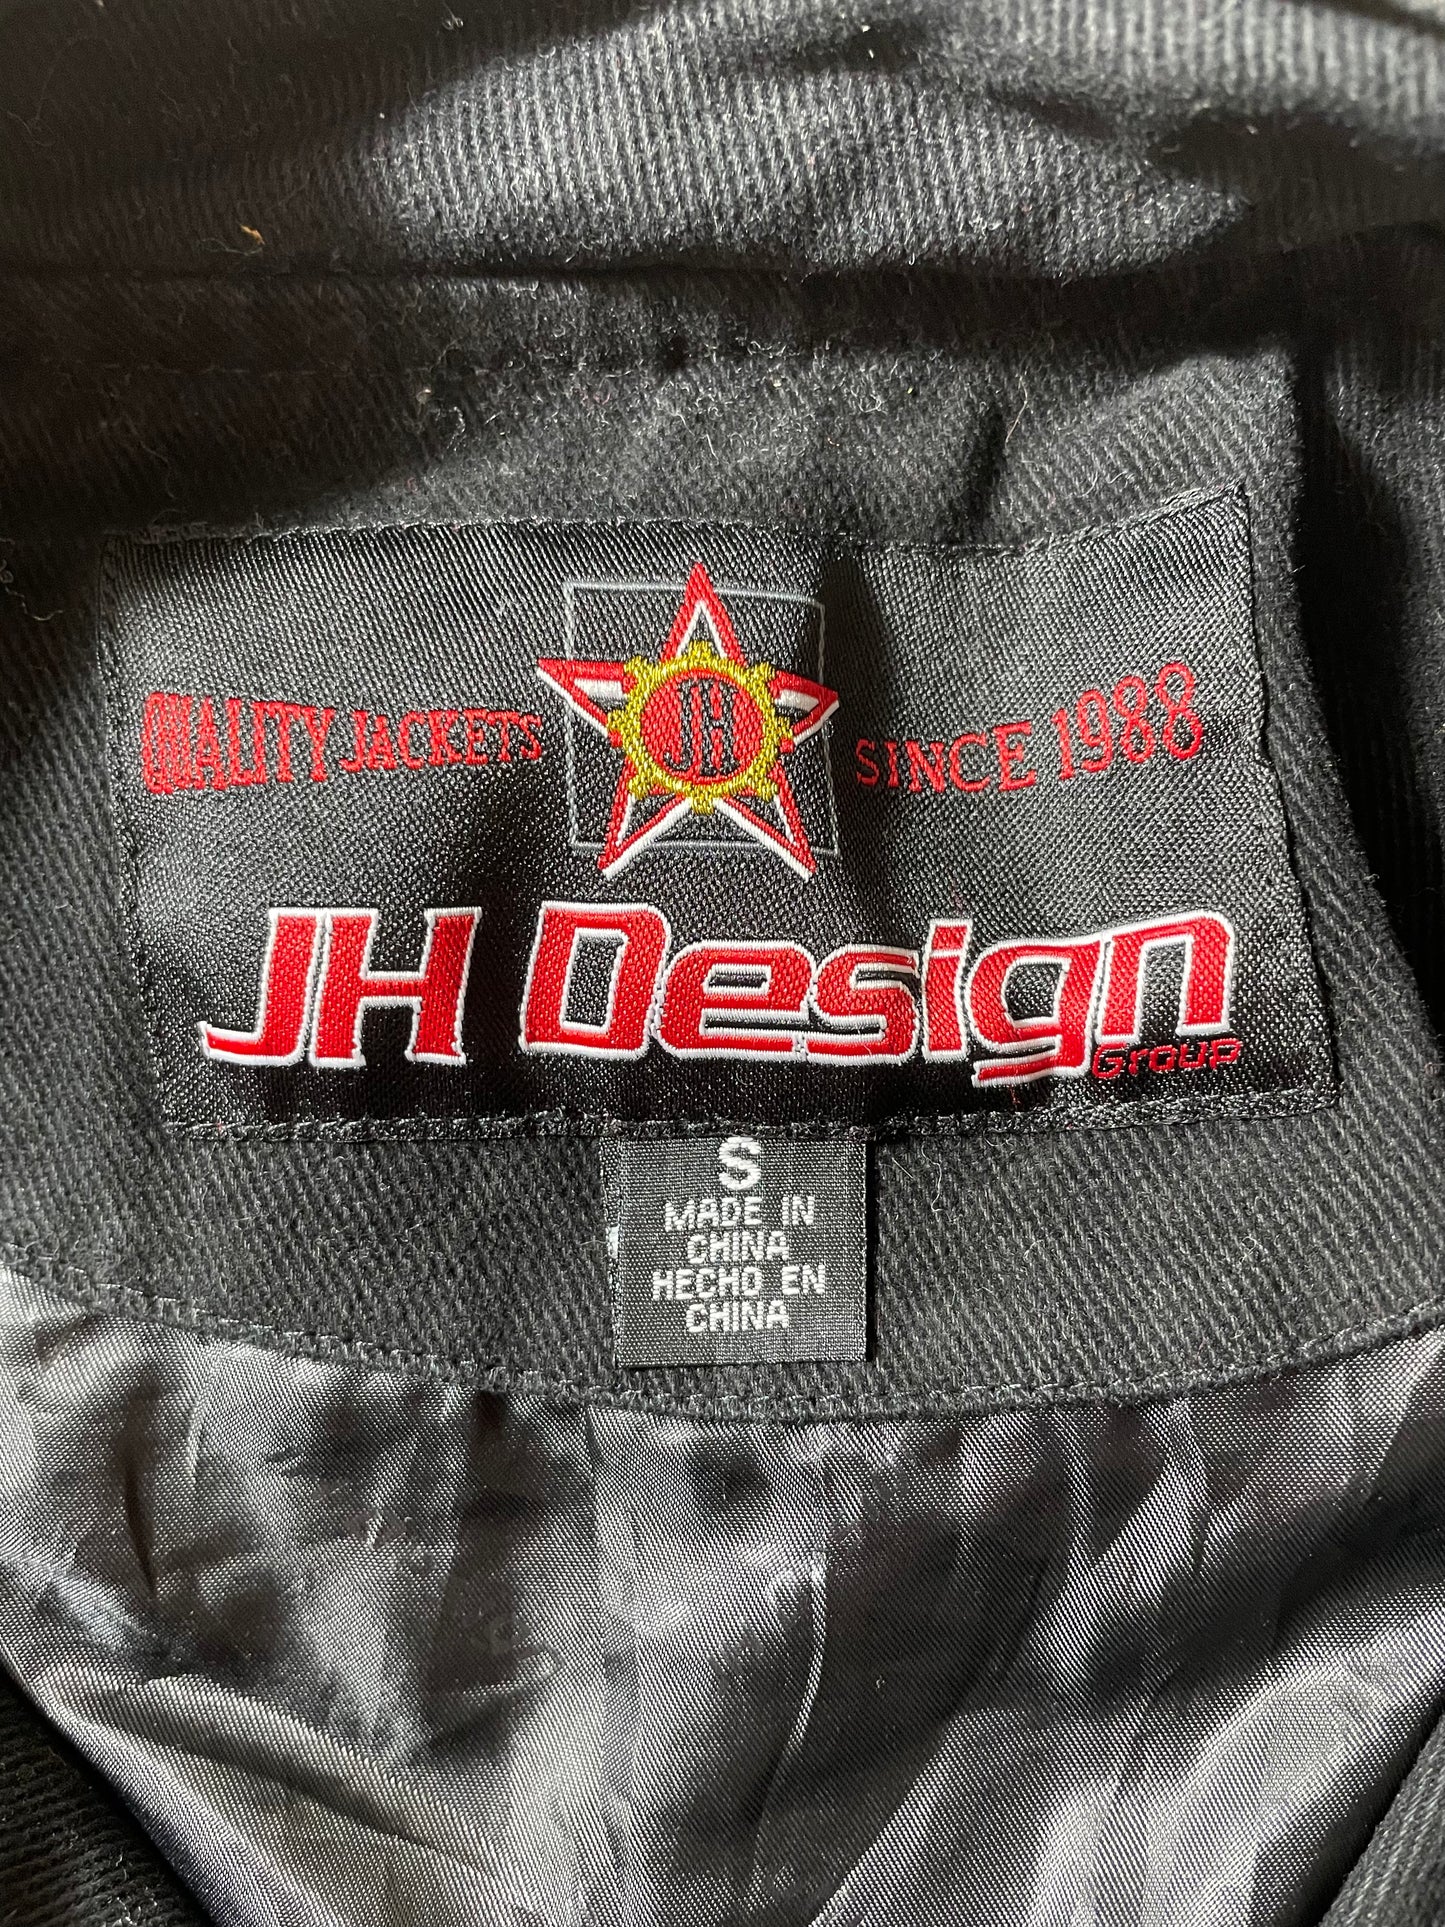 QUALITY JACKETS
JH
SINCE 1988
JH Design
Group
S
MADE IN
CHINA
HECHO EN
CHINA